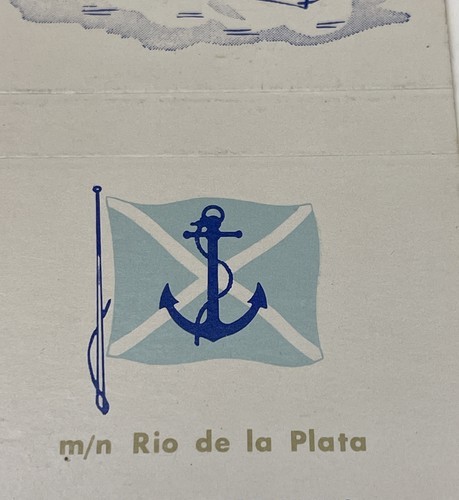 m/n Rio de la Plata